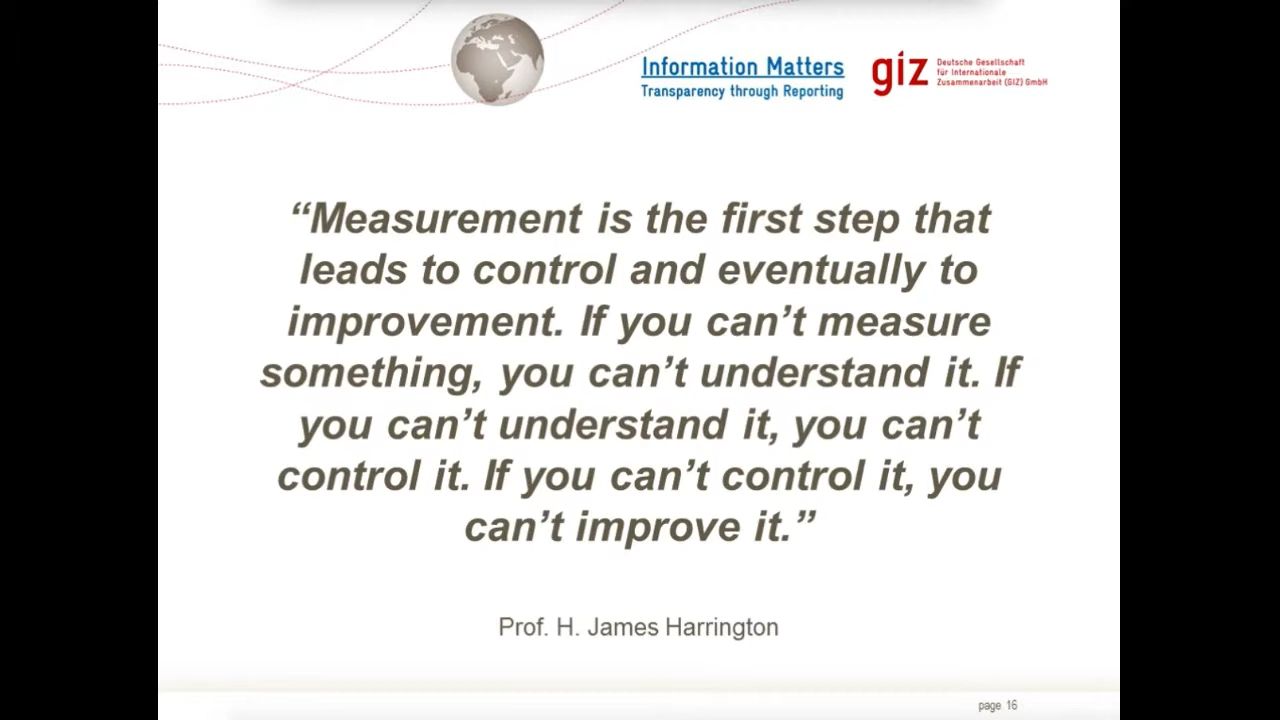 Information Matters
Transparency through Reporting
giz
Deutsche Gesellschaft
für Internationale
Zusammenarbeit (GIZ) GmbH
“Measurement is the first step that
leads to control and eventually to
improvement. If you can’t measure
something, you can’t understand it. If
you can’t understand it, you can’t
control it. If you can’t control it, you
can’t improve it.”
Prof. H. James Harrington
page 16